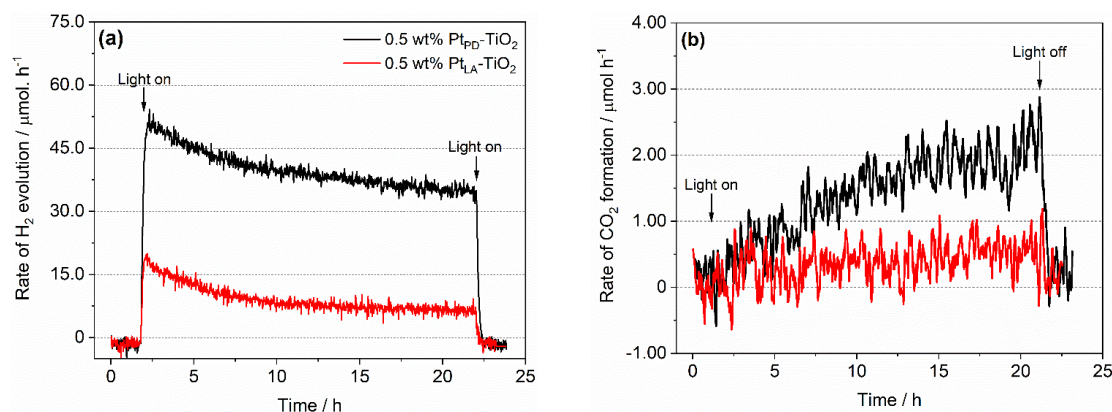 (a)
0.5 wt% Pt_PD-TiO₂
0.5 wt% Pt_LA-TiO₂
Light on
Light on
75.0
60.0
45.0
30.0
15.0
0
0 5 10 15 20 25
Time / h
Rate of H₂ evolution / μmol. h⁻¹
(b)
Light off
Light on
4.00
3.00
2.00
1.00
0
-1.00
0 5 10 15 20 25
Time / h
Rate of CO₂ formation / μmol h⁻¹